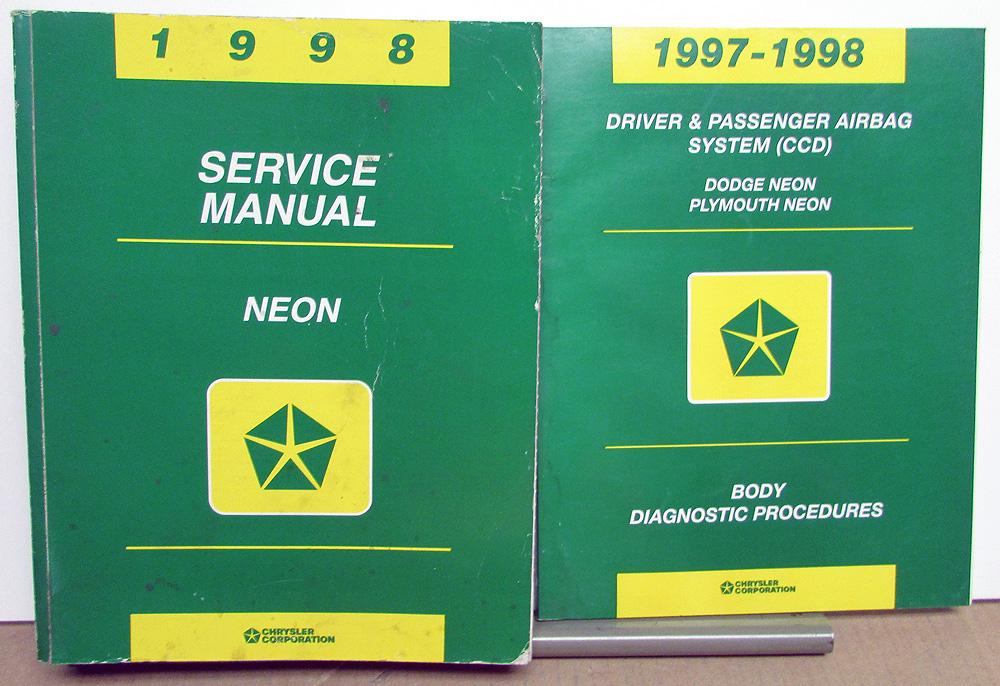 1 9 9 8
SERVICE
MANUAL
NEON
CHRYSLER
CORPORATION
1997-1998
DRIVER & PASSENGER AIRBAG
SYSTEM (CCD)
DODGE NEON
PLYMOUTH NEON
BODY
DIAGNOSTIC PROCEDURES
CHRYSLER
CORPORATION